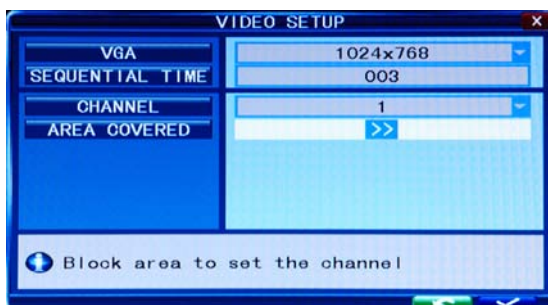 VIDEO SETUP
VGA 1024x768
SEQUENTIAL TIME 003
CHANNEL 1
AREA COVERED >>
Block area to set the channel